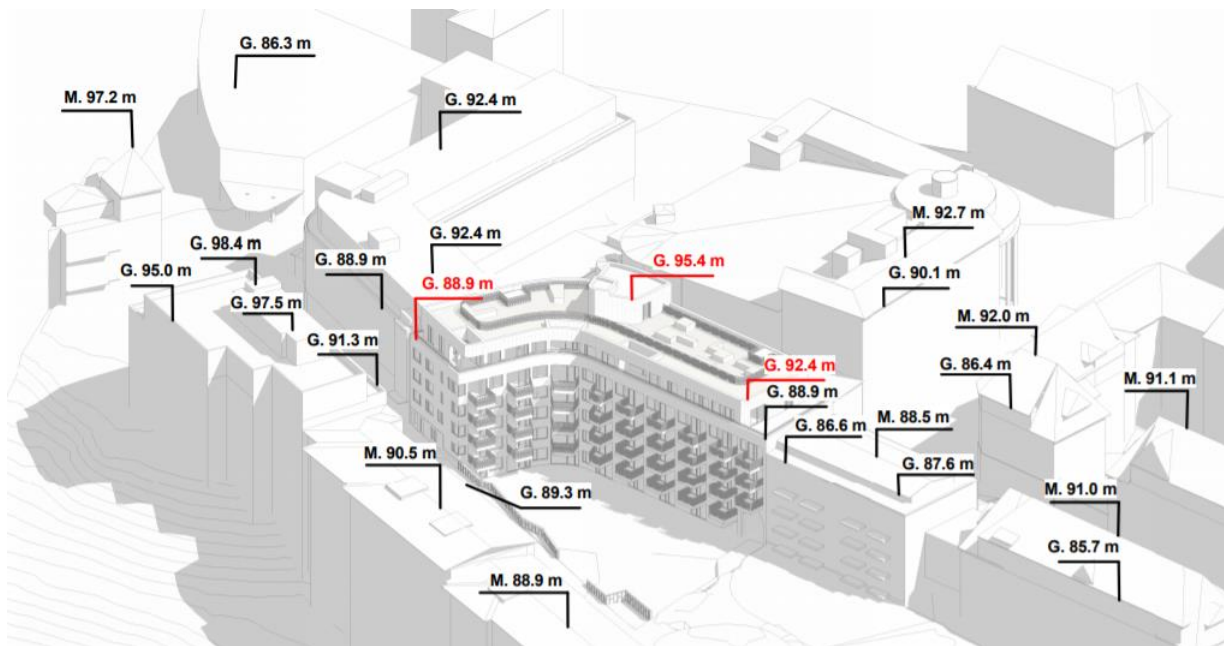 G. 86.3 m
M. 97.2 m
G. 92.4 m
M. 92.7 m
G. 98.4 m
G. 92.4 m
G. 95.0 m
G. 88.9 m
G. 95.4 m
G. 88.9 m
G. 90.1 m
G. 97.5 m
M. 92.0 m
G. 91.3 m
G. 92.4 m
G. 86.4 m
M. 91.1 m
G. 88.9 m
M. 88.5 m
G. 86.6 m
M. 90.5 m
G. 87.6 m
G. 89.3 m
M. 91.0 m
G. 85.7 m
M. 88.9 m